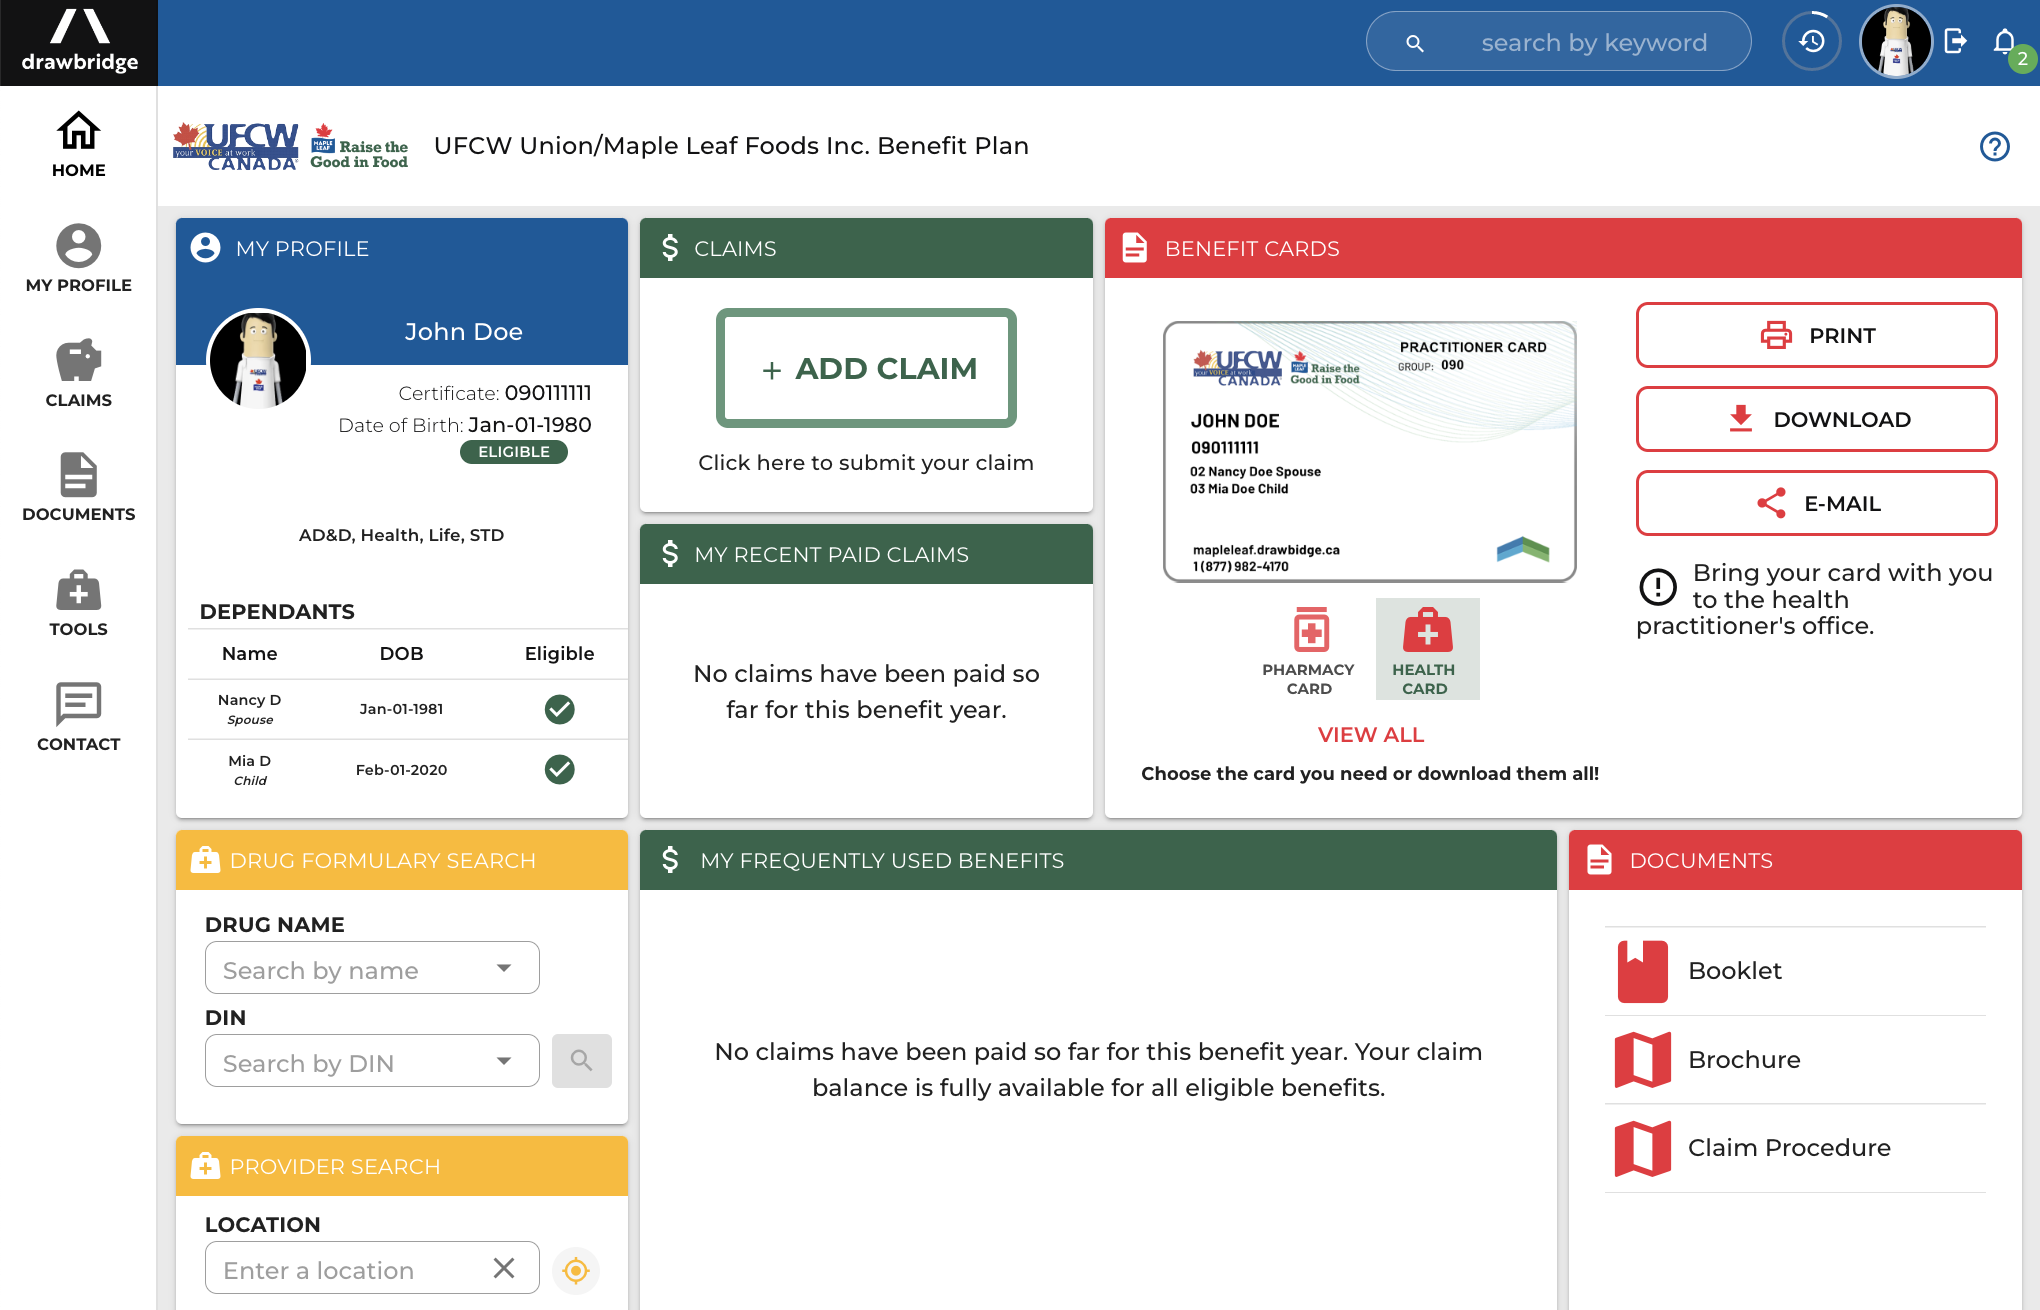 drawbridge
search by keyword
2
HOME
MY PROFILE
CLAIMS
DOCUMENTS
TOOLS
CONTACT
UFCW
your VOICE at work
CANADA
MAPLE LEAF
Raise the
Good in Food
UFCW Union/Maple Leaf Foods Inc. Benefit Plan
MY PROFILE
John Doe
Certificate: 090111111
Date of Birth: Jan-01-1980
ELIGIBLE
AD&D, Health, Life, STD
DEPENDANTS
Name DOB Eligible
Nancy D
Spouse
Jan-01-1981
Mia D
Child
Feb-01-2020
$ CLAIMS
+ ADD CLAIM
Click here to submit your claim
$ MY RECENT PAID CLAIMS
No claims have been paid so
far for this benefit year.
BENEFIT CARDS
UFCW
your VOICE at work
CANADA
MAPLE LEAF
Raise the
Good in Food
PRACTITIONER CARD
GROUP: 090
JOHN DOE
090111111
02 Nancy Doe Spouse
03 Mia Doe Child
mapleleaf.drawbidge.ca
1 (877) 982-4170
PHARMACY
CARD
HEALTH
CARD
VIEW ALL
Choose the card you need or download them all!
PRINT
DOWNLOAD
E-MAIL
Bring your card with you
to the health
practitioner's office.
DRUG FORMULARY SEARCH
DRUG NAME
Search by name
DIN
Search by DIN
PROVIDER SEARCH
LOCATION
Enter a location
$ MY FREQUENTLY USED BENEFITS
No claims have been paid so far for this benefit year. Your claim
balance is fully available for all eligible benefits.
DOCUMENTS
Booklet
Brochure
Claim Procedure